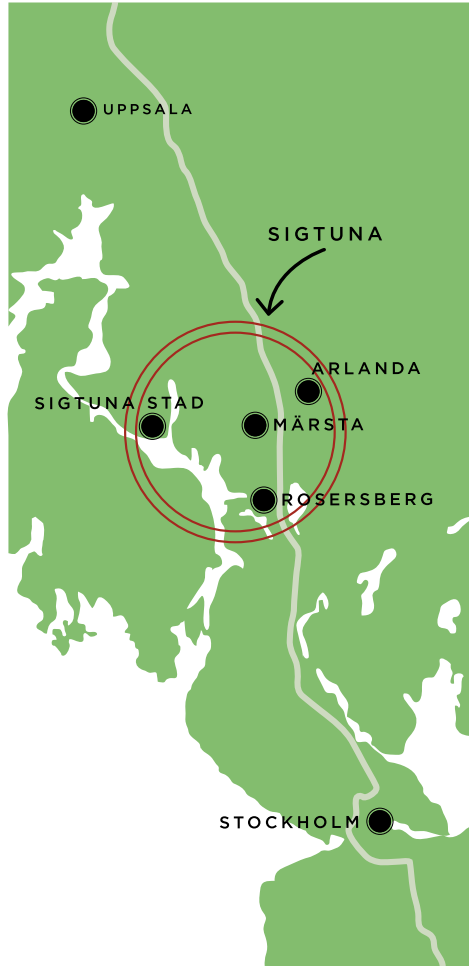 UPPSALA
SIGTUNA
ARLANDA
SIGTUNA STAD
MÄRSTA
ROSERSBERG
STOCKHOLM